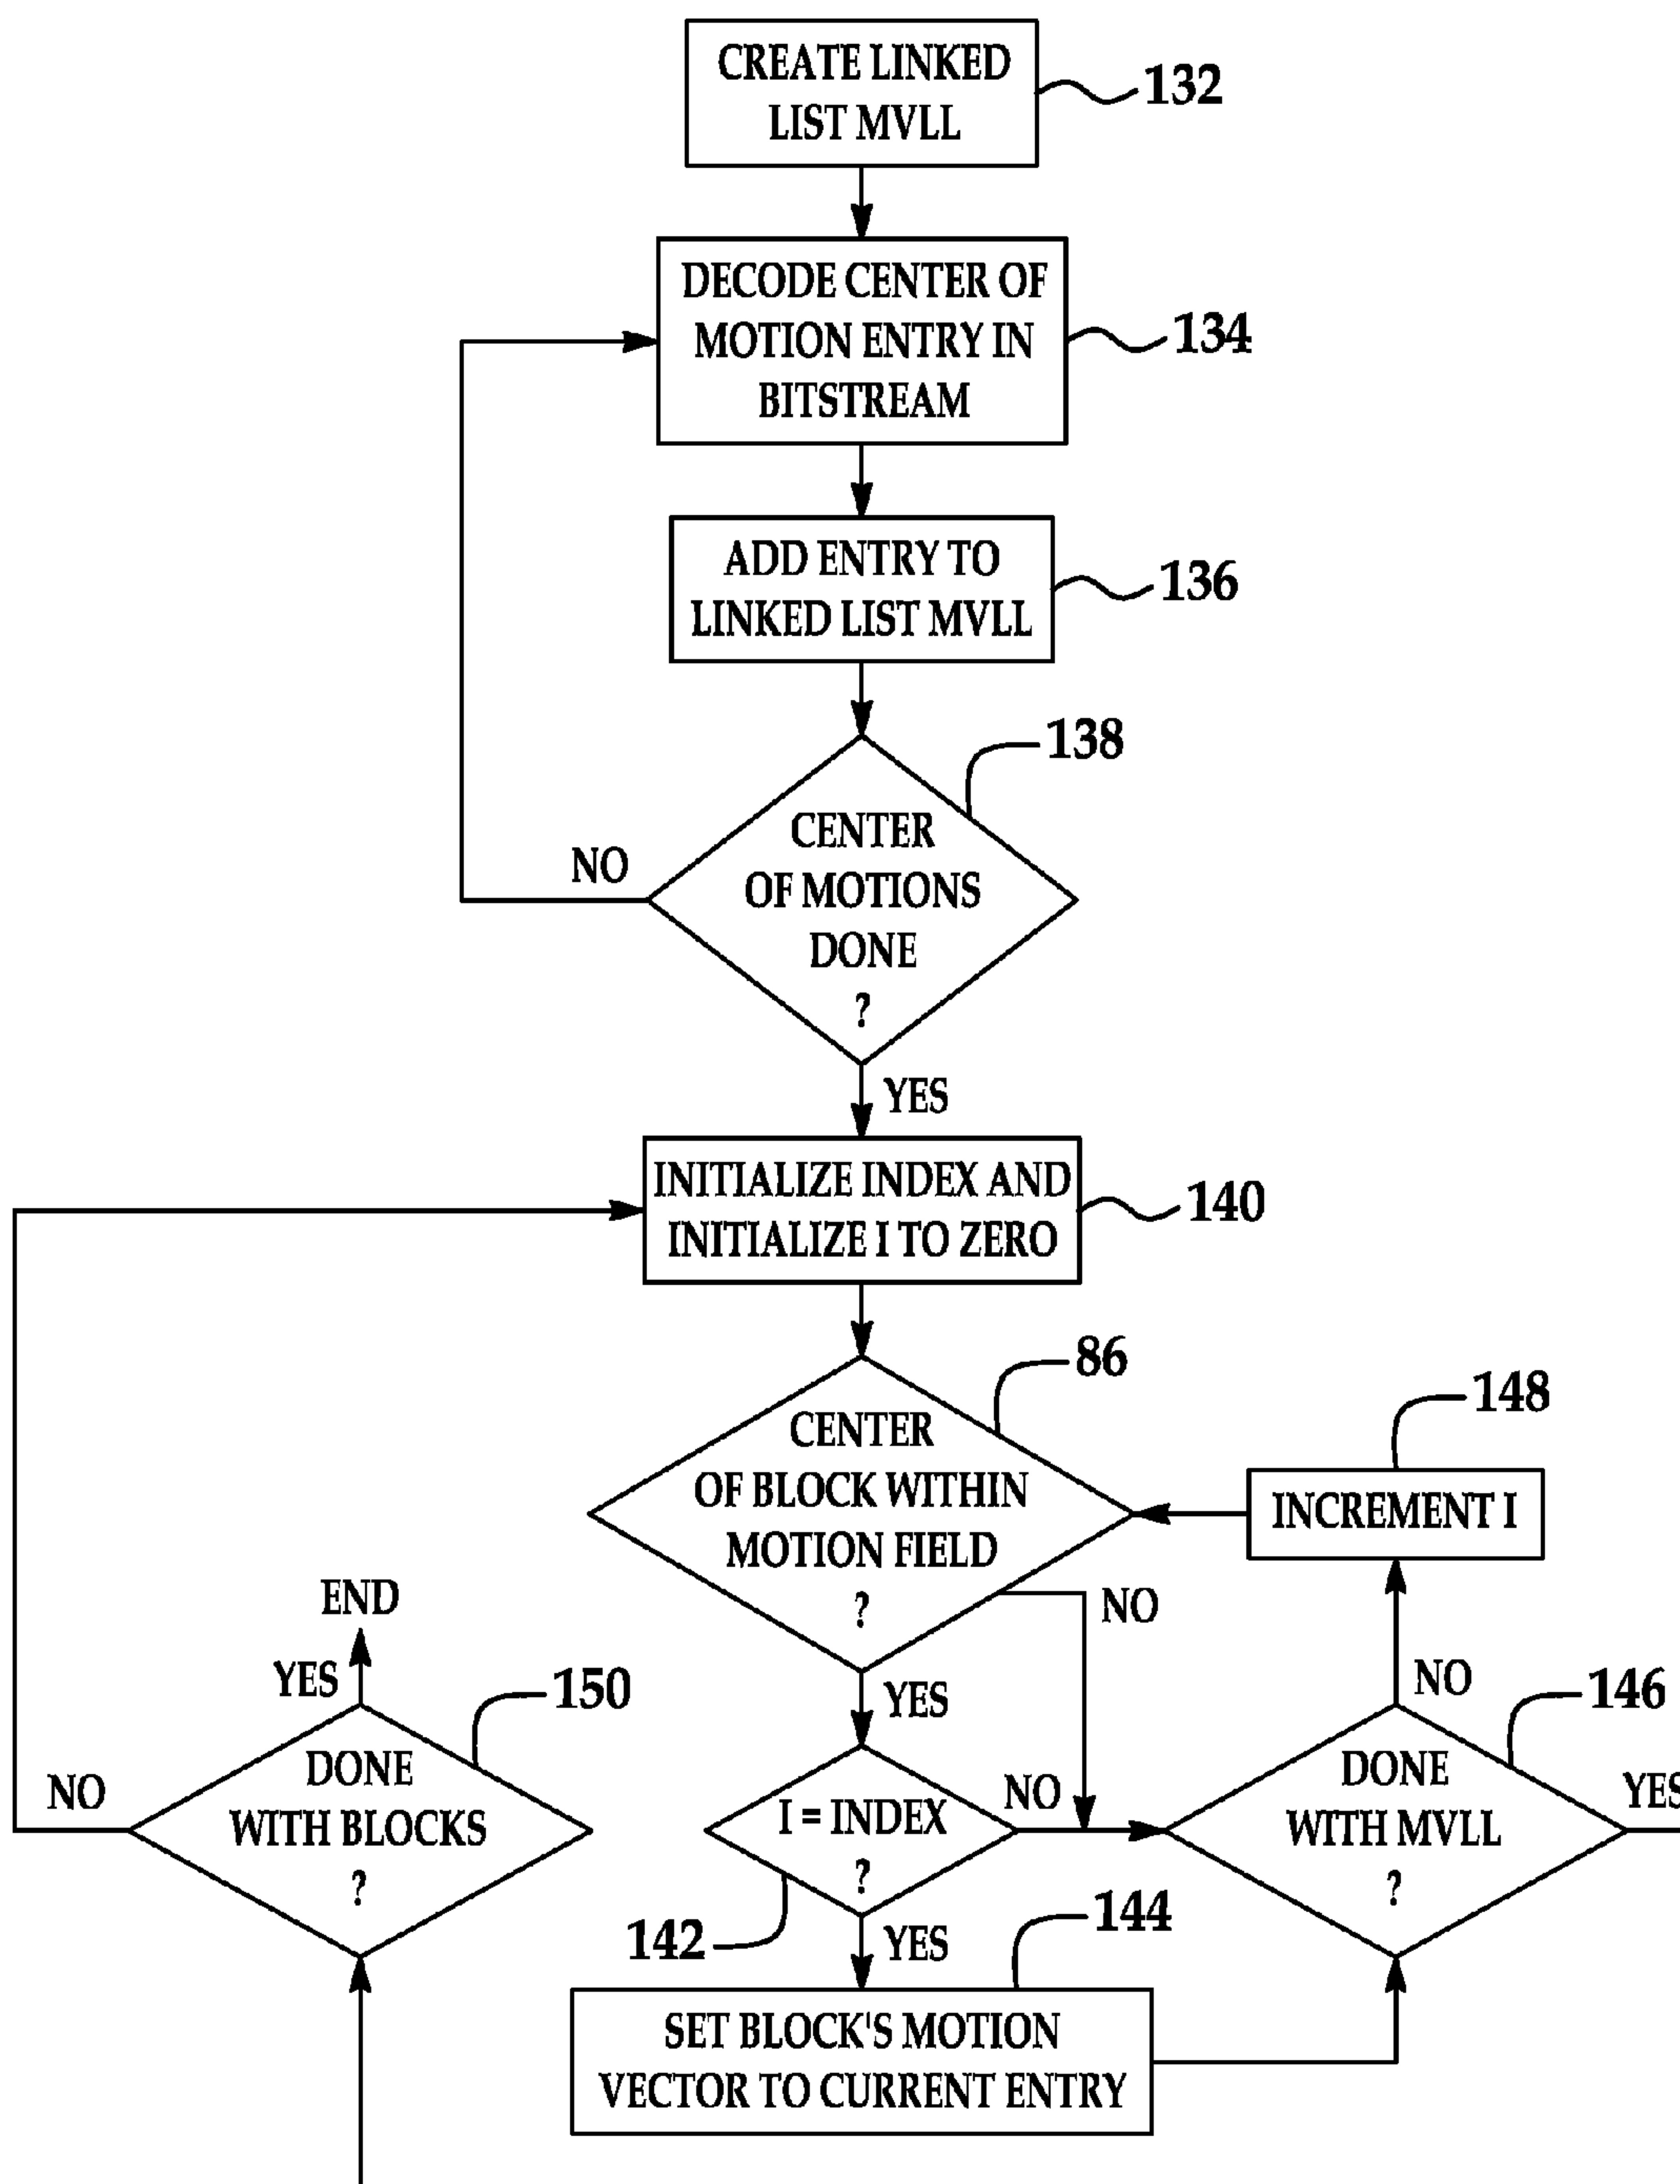 CREATE LINKED
LIST MVLL
132
DECODE CENTER OF
MOTION ENTRY IN
BITSTREAM
134
ADD ENTRY TO
LINKED LIST MVLL
136
138
CENTER
OF MOTIONS
DONE
?
NO
YES
INITIALIZE INDEX AND
INITIALIZE I TO ZERO
140
86
CENTER
OF BLOCK WITHIN
MOTION FIELD
?
NO
YES
148
INCREMENT I
END
YES
150
DONE
WITH BLOCKS
?
NO
I = INDEX
?
NO
142
YES
NO
146
DONE
WITH MVLL
?
YES
144
SET BLOCK'S MOTION
VECTOR TO CURRENT ENTRY